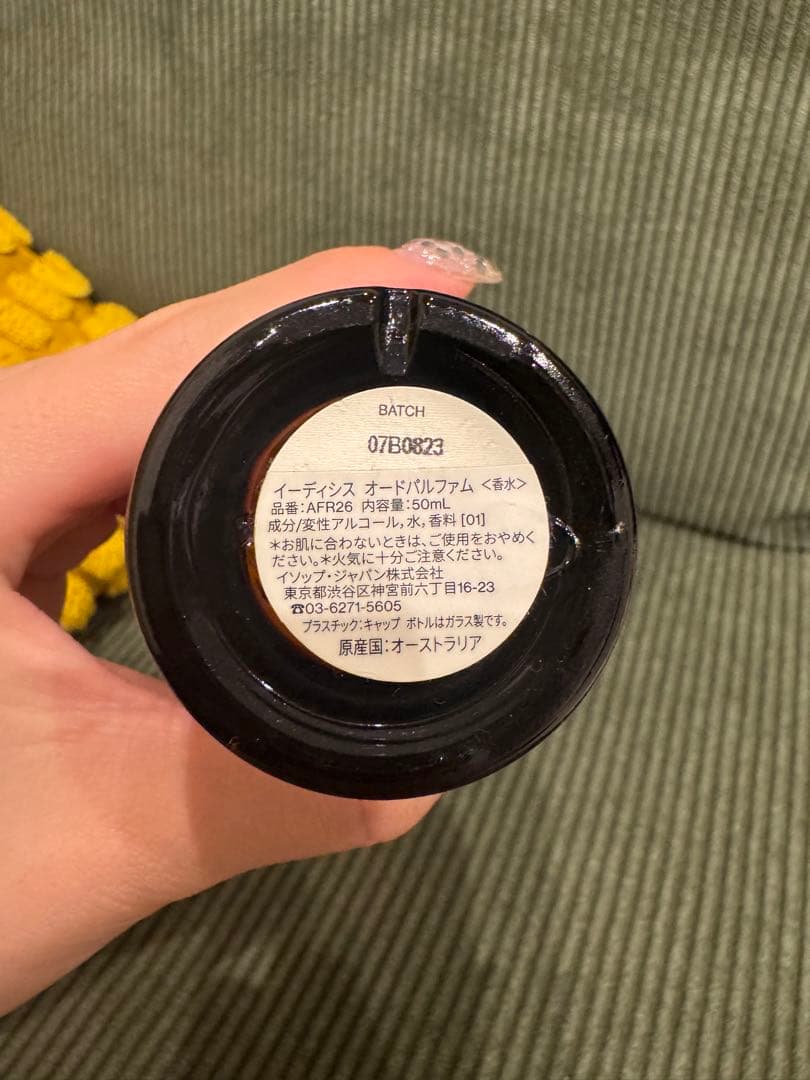 BATCH
07B0823
イーディシス オードパルファム <香水>
品番:AFR26 内容量:50mL
成分/変性アルコール,水,香料 [01]
*お肌に合わないときは、ご使用をおやめく
ださい。*火気に十分ご注意ください。
イソップ・ジャパン株式会社
東京都渋谷区神宮前六丁目16-23
☎03-6271-5605
プラスチック:キャップ ボトルはガラス製です。
原産国:オーストラリア